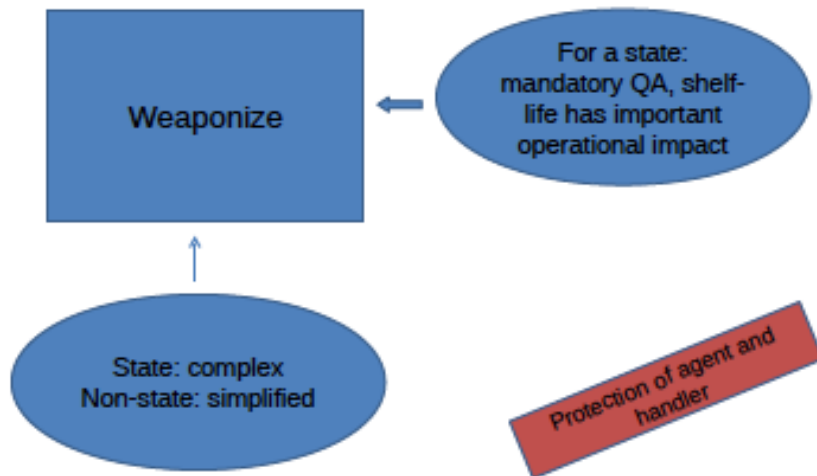 Weaponize
For a state:
mandatory QA, shelf-
life has important
operational impact
State: complex
Non-state: simplified
Protection of agent and
handler